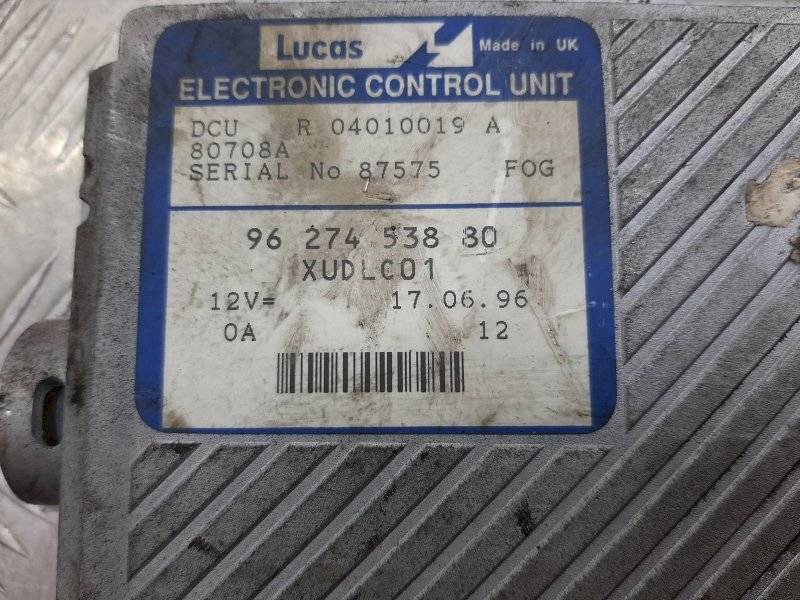 Lucas Made in UK
ELECTRONIC CONTROL UNIT
DCU R 04010019 A
80708A
SERIAL No 87575 FOG
96 274 538 80
XUDLC01
12V= 17.06.96
0A 12